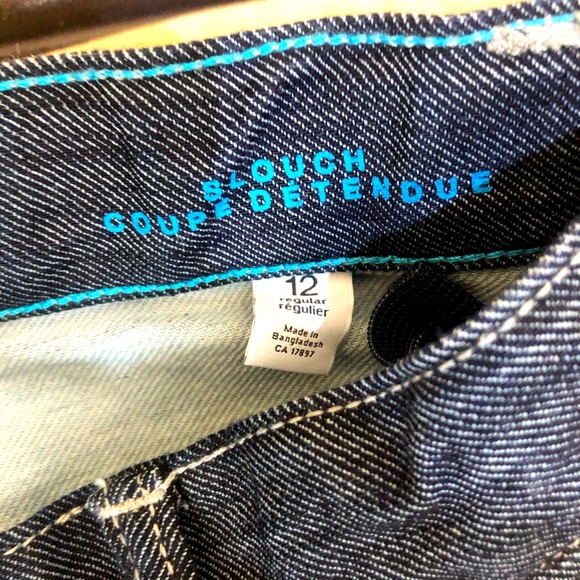 SLOUCH
COUPE DÉTENDUE
12
regular
régulier
Made in
Bangladesh
CA 17897